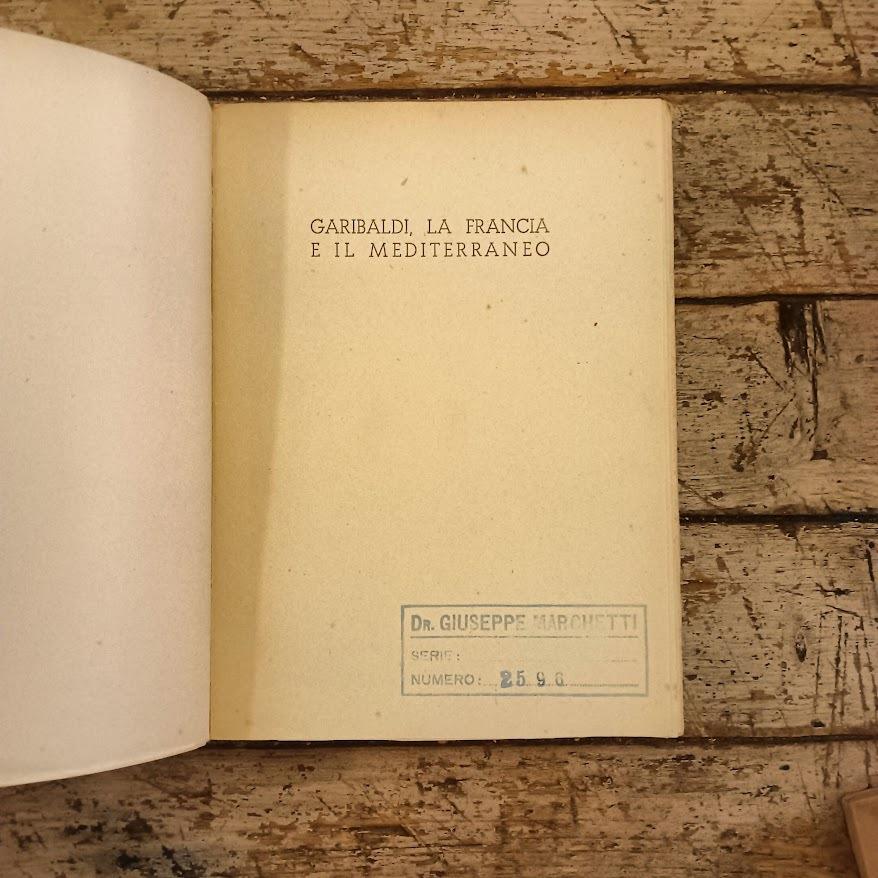 GARIBALDI, LA FRANCIA
E IL MEDITERRANEO
DR. GIUSEPPE MARCHETTI
SERIE:
NUMERO: 2596